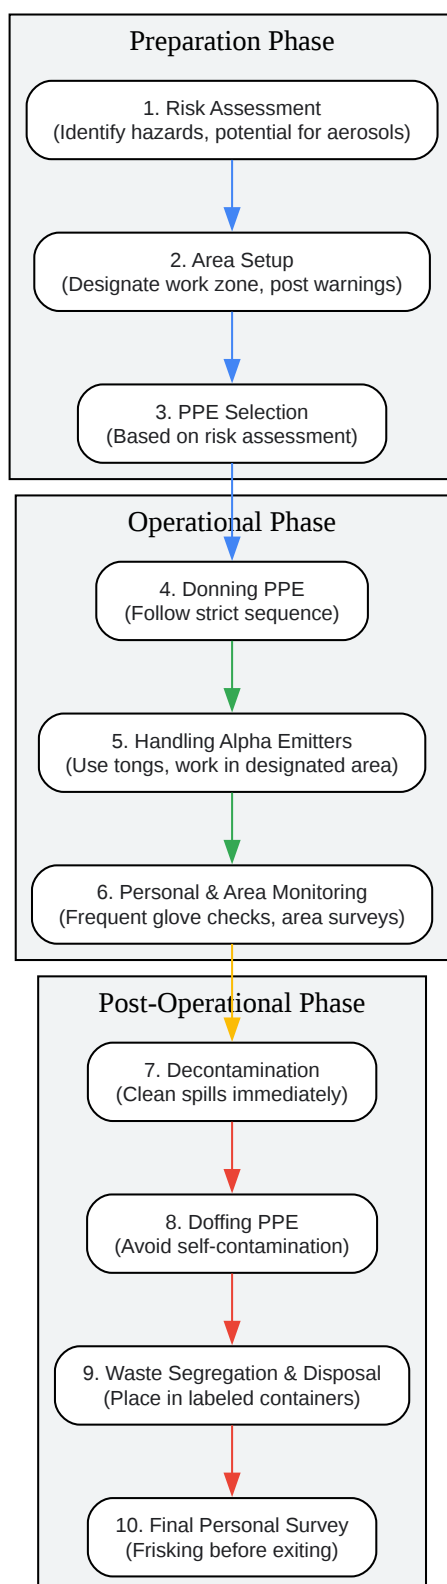 Preparation Phase
1. Risk Assessment
(Identify hazards, potential for aerosols)
2. Area Setup
(Designate work zone, post warnings)
3. PPE Selection
(Based on risk assessment)
Operational Phase
4. Donning PPE
(Follow strict sequence)
5. Handling Alpha Emitters
(Use tongs, work in designated area)
6. Personal & Area Monitoring
(Frequent glove checks, area surveys)
Post-Operational Phase
7. Decontamination
(Clean spills immediately)
8. Doffing PPE
(Avoid self-contamination)
9. Waste Segregation & Disposal
(Place in labeled containers)
10. Final Personal Survey
(Frisking before exiting)